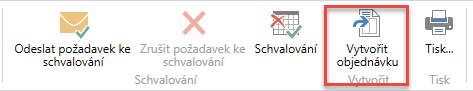 Odeslat požadavek ke
schvalování
Zrušit požadavek ke
schvalování
Schvalování
Vytvořit
objednávku
Tisk...
Schvalování
Vytvořit
Tisk